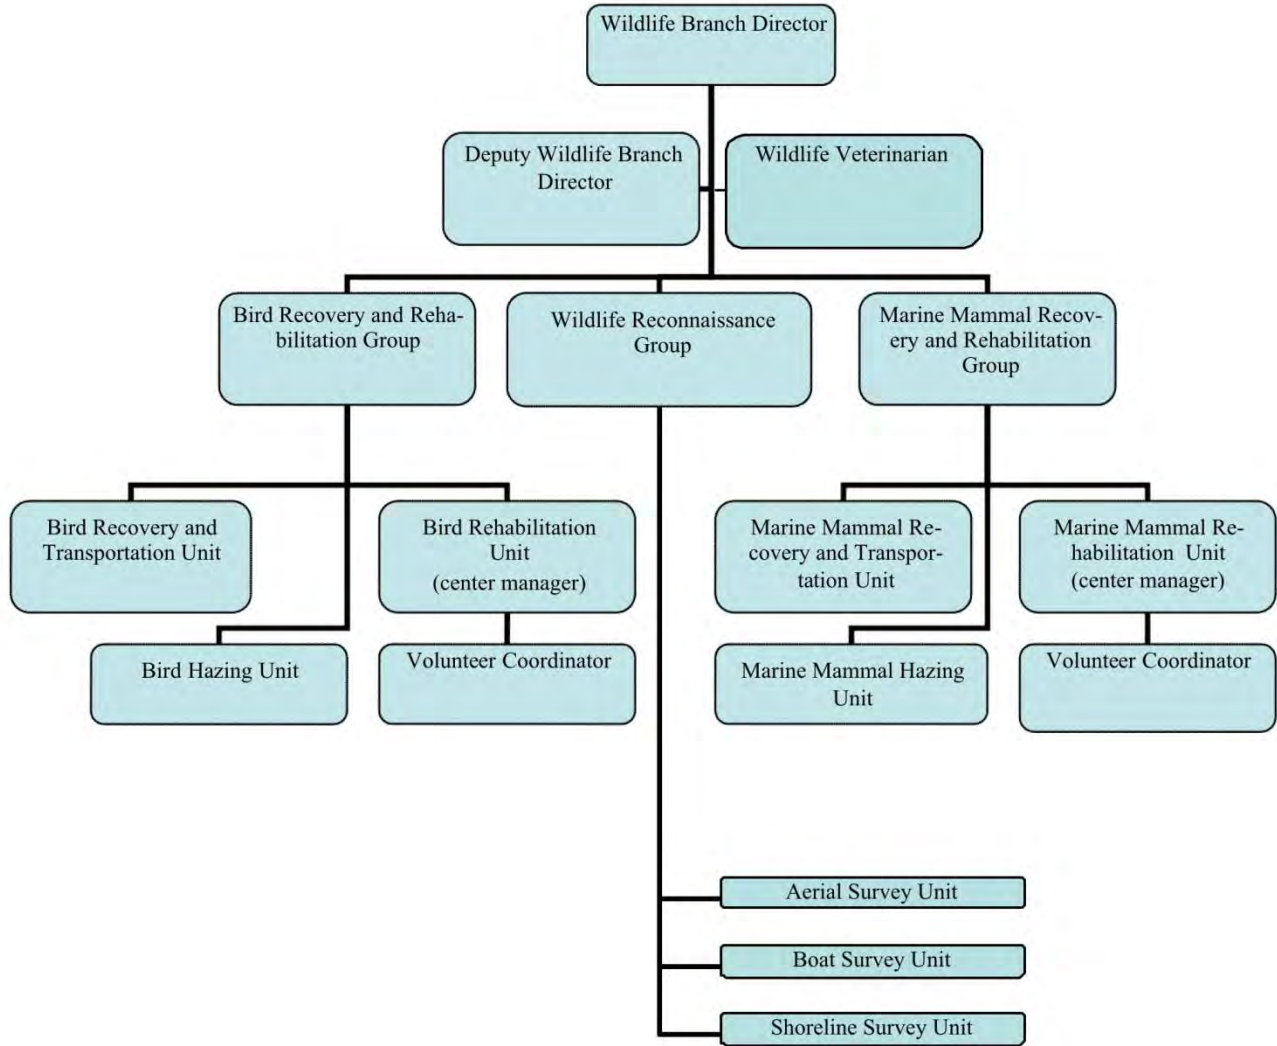 Wildlife Branch Director
Deputy Wildlife Branch
Director
Wildlife Veterinarian
Bird Recovery and Reha-
bilitation Group
Wildlife Reconnaissance
Group
Marine Mammal Recov-
ery and Rehabilitation
Group
Bird Recovery and
Transportation Unit
Bird Rehabilitation
Unit
(center manager)
Marine Mammal Re-
covery and Transpor-
tation Unit
Marine Mammal Re-
habilitation Unit
(center manager)
Bird Hazing Unit
Volunteer Coordinator
Marine Mammal Hazing
Unit
Volunteer Coordinator
Aerial Survey Unit
Boat Survey Unit
Shoreline Survey Unit